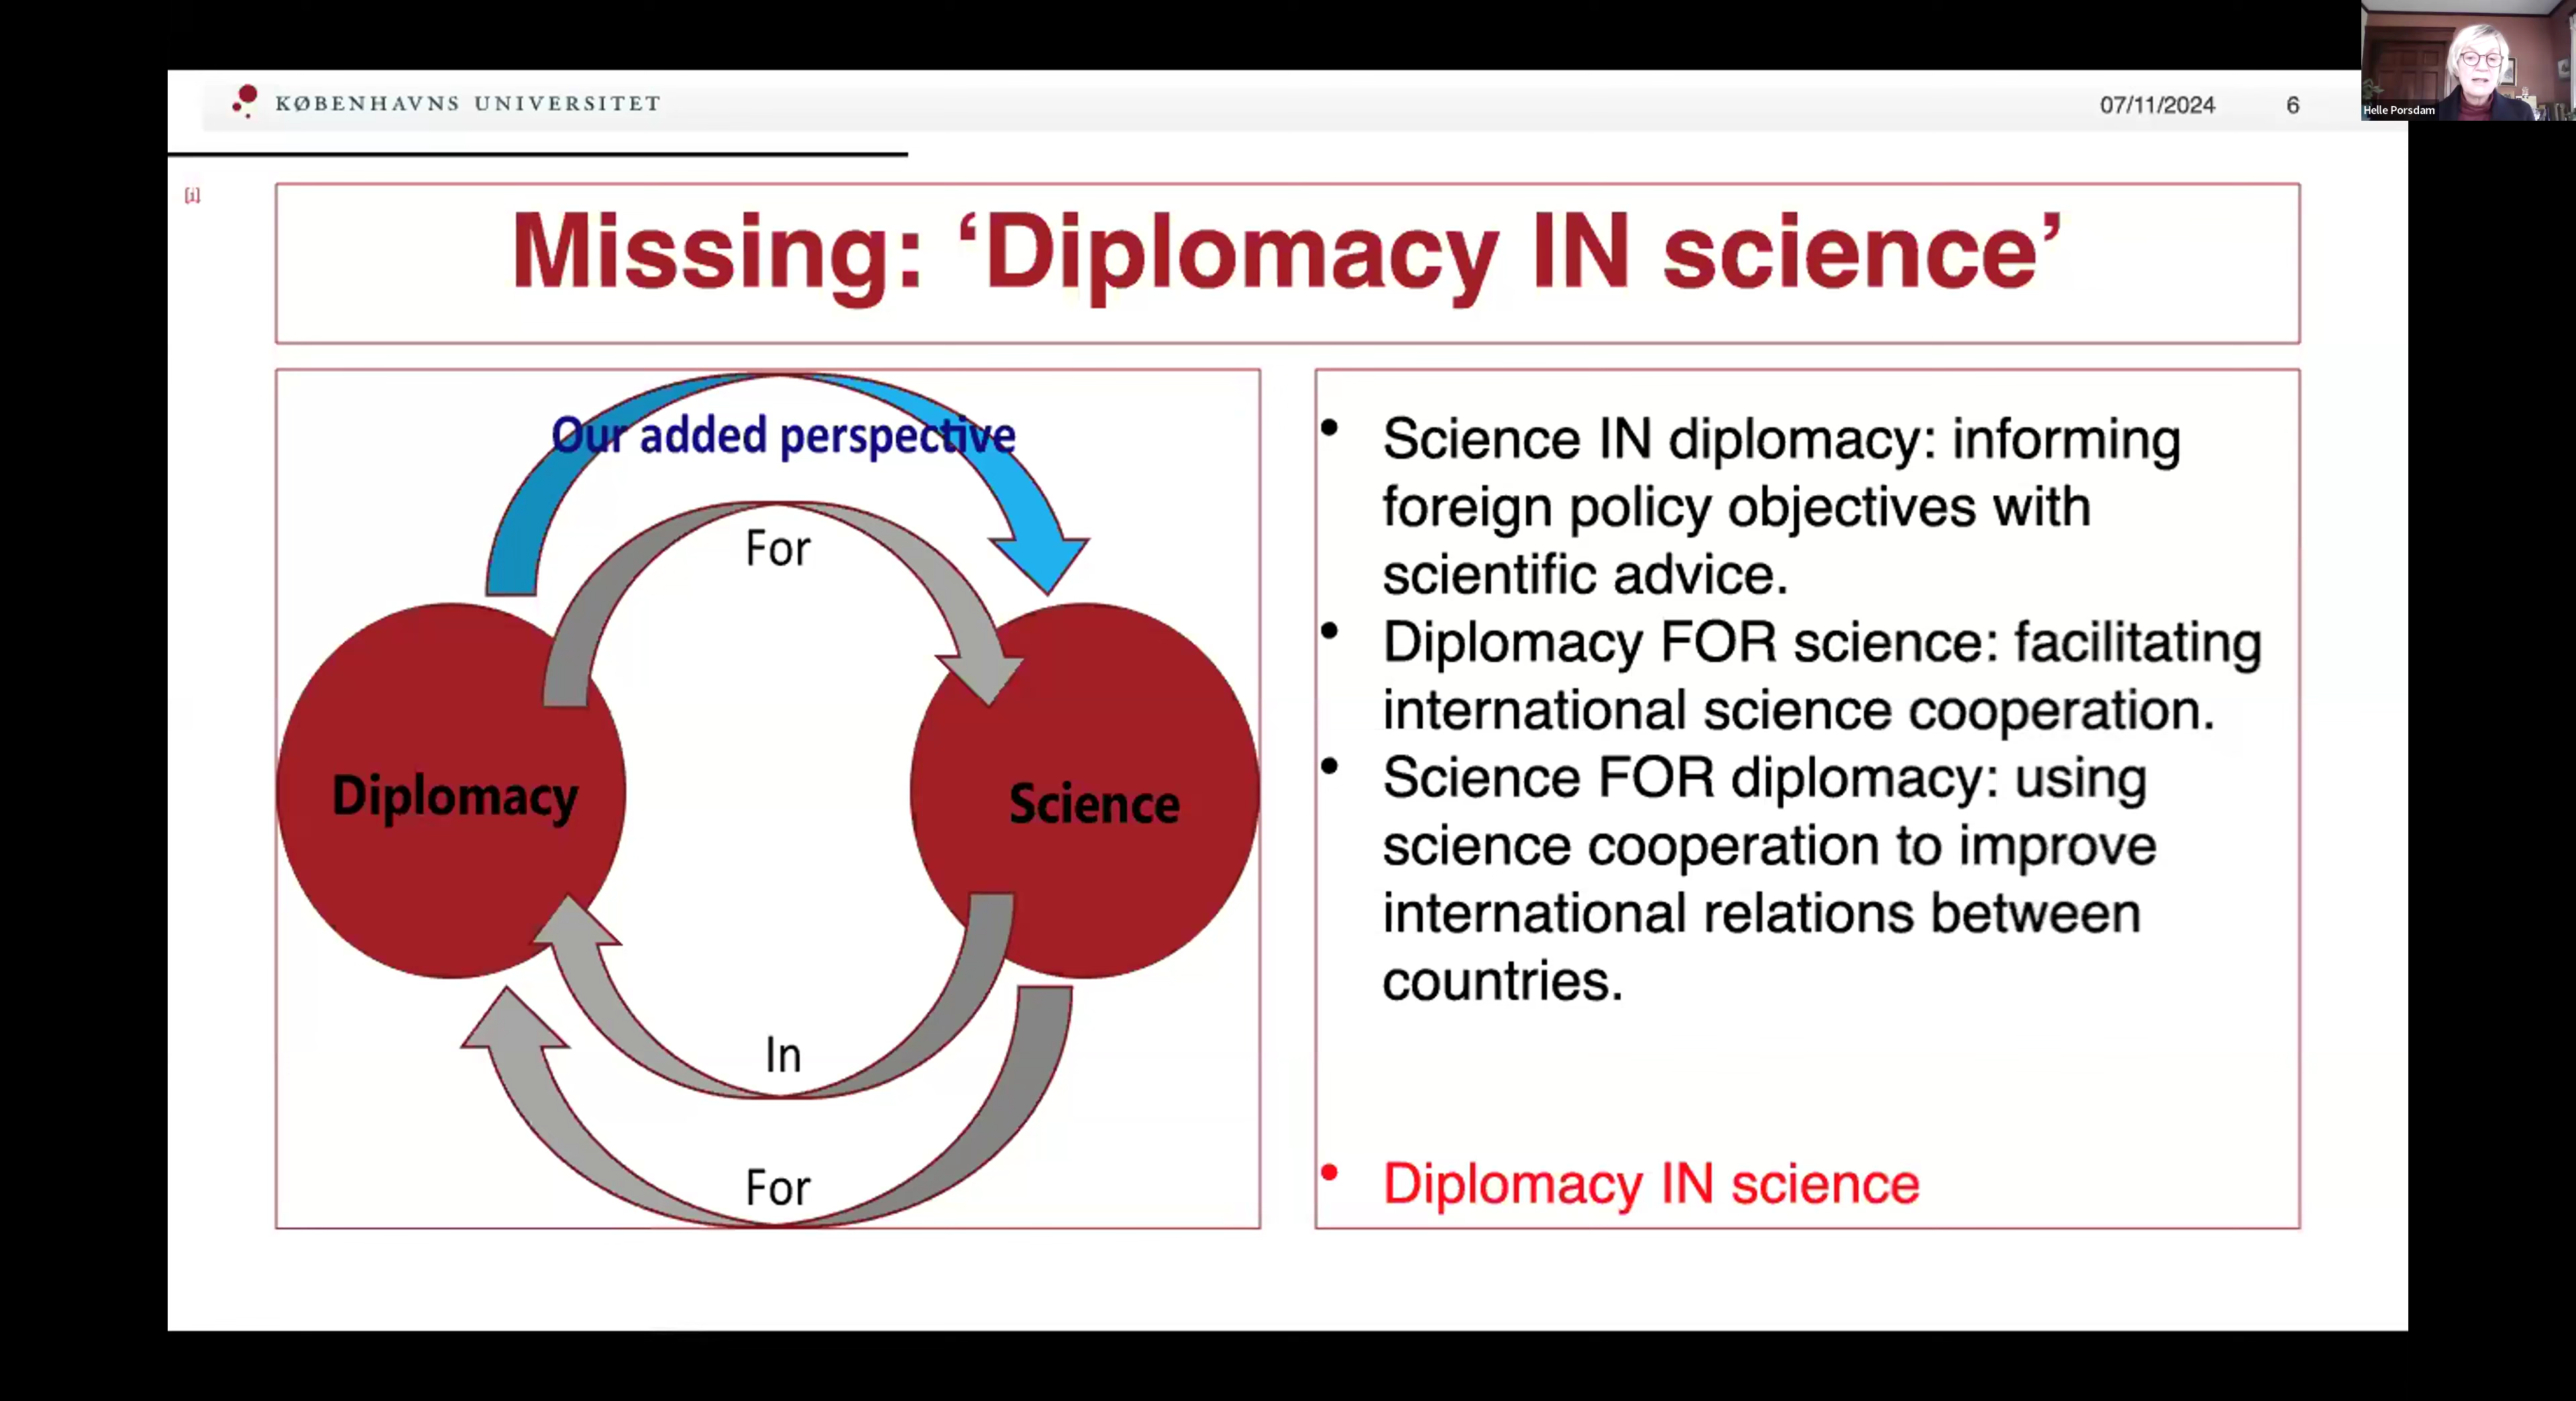 KØBENHAVNS UNIVERSITET
07/11/2024
6
Helle Porsdam
[i]
Missing: ‘Diplomacy IN science’
Our added perspective
For
Diplomacy
Science
In
For
• Science IN diplomacy: informing
foreign policy objectives with
scientific advice.
• Diplomacy FOR science: facilitating
international science cooperation.
• Science FOR diplomacy: using
science cooperation to improve
international relations between
countries.
• Diplomacy IN science